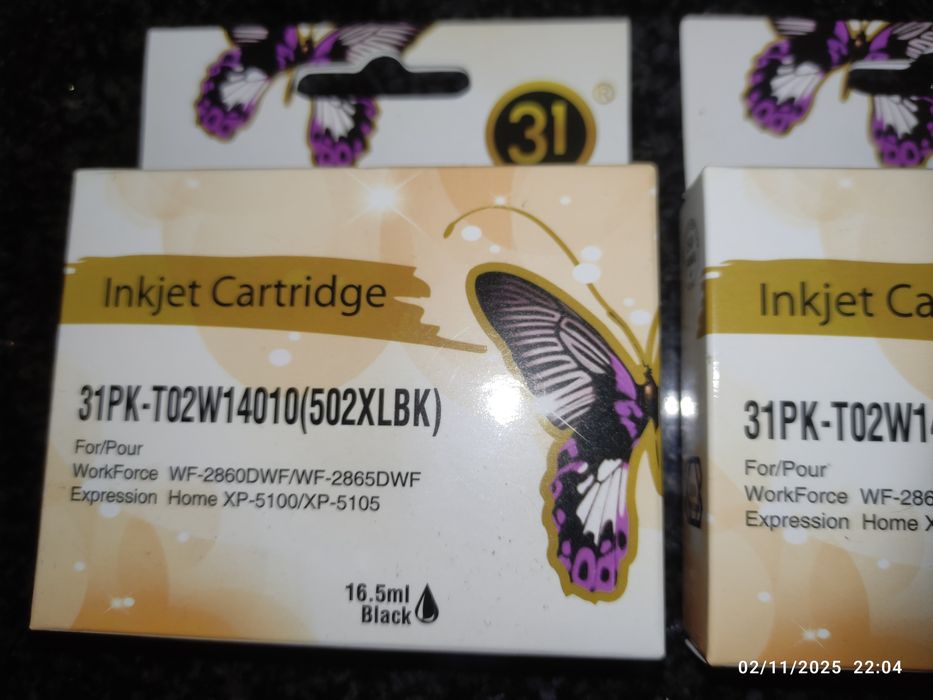 31
®
Inkjet Cartridge
31PK-T02W14010(502XLBK)
For/Pour
WorkForce WF-2860DWF/WF-2865DWF
Expression Home XP-5100/XP-5105
16.5ml
Black
Inkjet Ca
31PK-T02W14
For/Pour
WorkForce WF-286
Expression Home X
02/11/2025 22:04